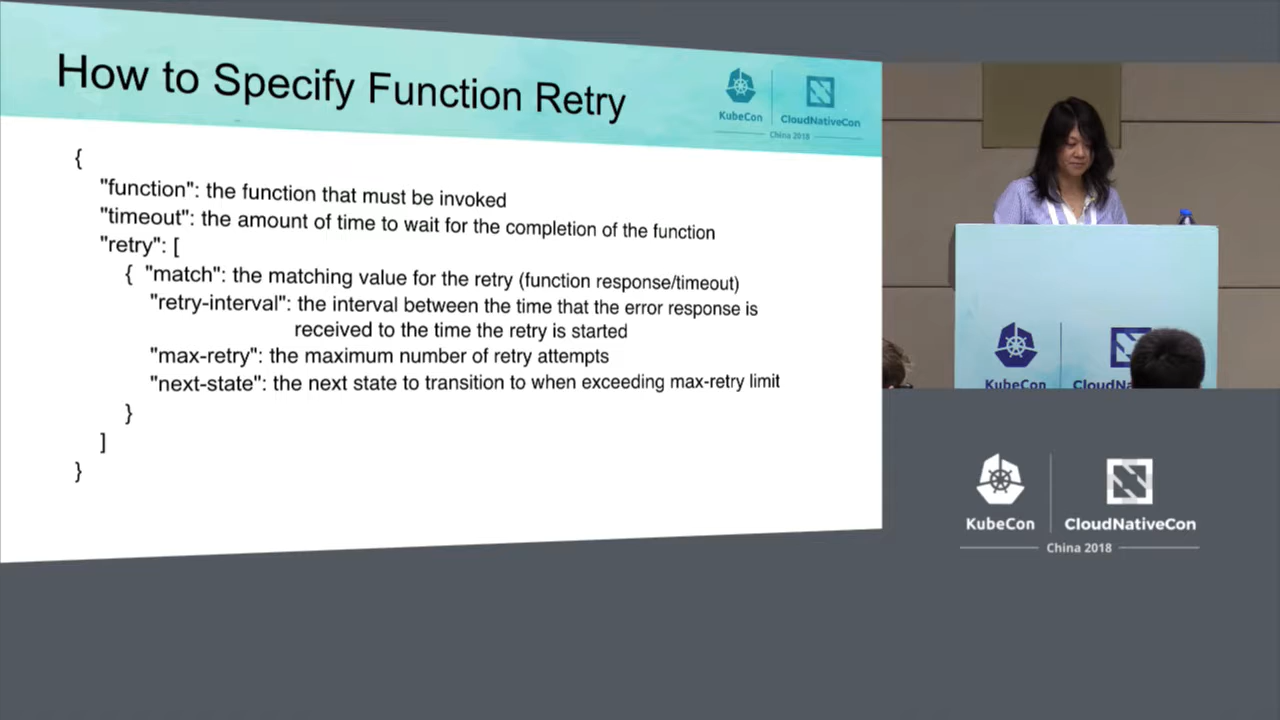 How to Specify Function Retry
KubeCon
CloudNativeCon
China 2018
{
"function": the function that must be invoked
"timeout": the amount of time to wait for the completion of the function
"retry": [
{ "match": the matching value for the retry (function response/timeout)
"retry-interval": the interval between the time that the error response is
received to the time the retry is started
"max-retry": the maximum number of retry attempts
"next-state": the next state to transition to when exceeding max-retry limit
}
]
}
KubeCon
CloudNativeCon
China 2018
KubeCon
CloudNa